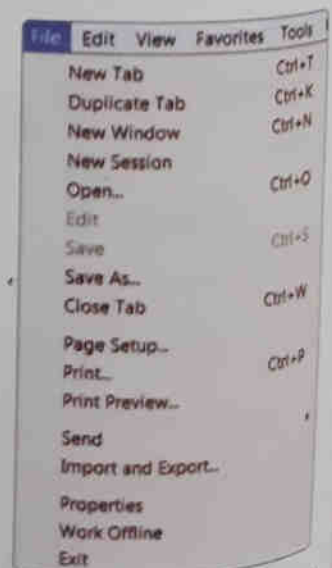 File Edit View Favorites Tools
New Tab Ctrl+T
Duplicate Tab Ctrl+K
New Window Ctrl+N
New Session
Open... Ctrl+O
Edit
Save Ctrl+S
Save As...
Close Tab Ctrl+W
Page Setup...
Print... Ctrl+P
Print Preview...
Send
Import and Export...
Properties
Work Offline
Exit